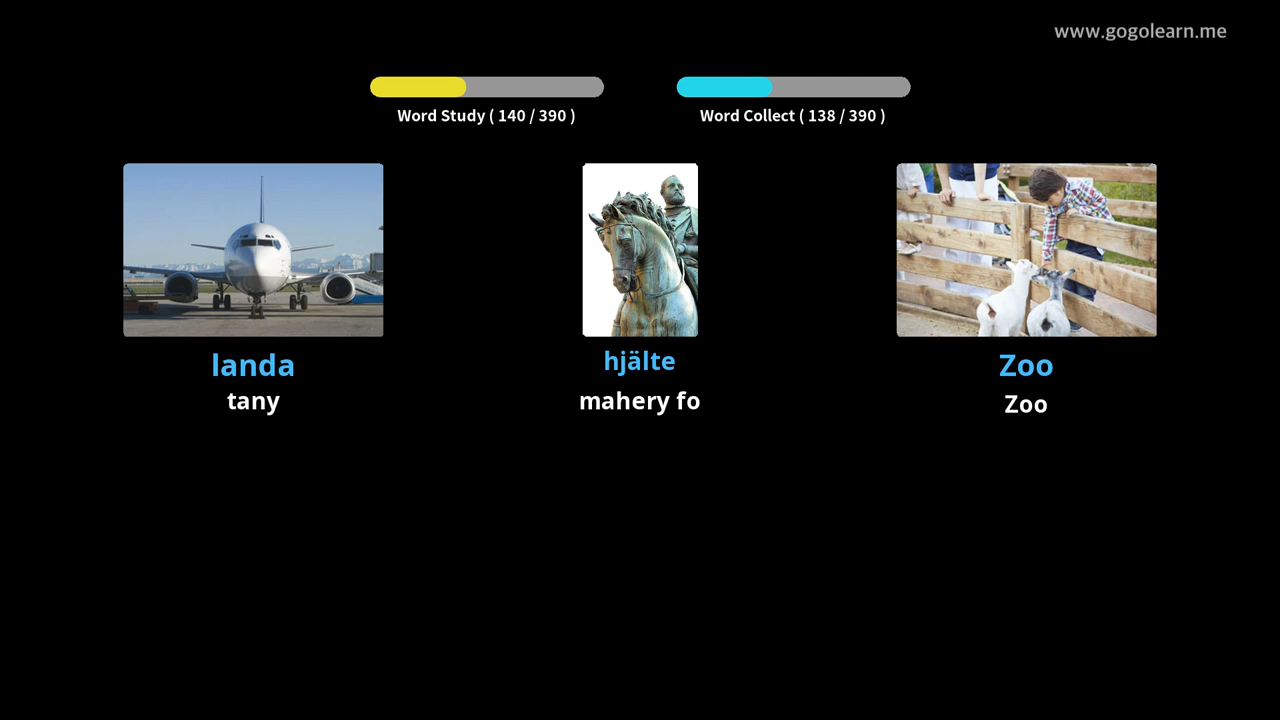 www.gogolearn.me
Word Study ( 140 / 390 )
Word Collect ( 138 / 390 )
landa
hjälte
Zoo
tany
mahery fo
Zoo